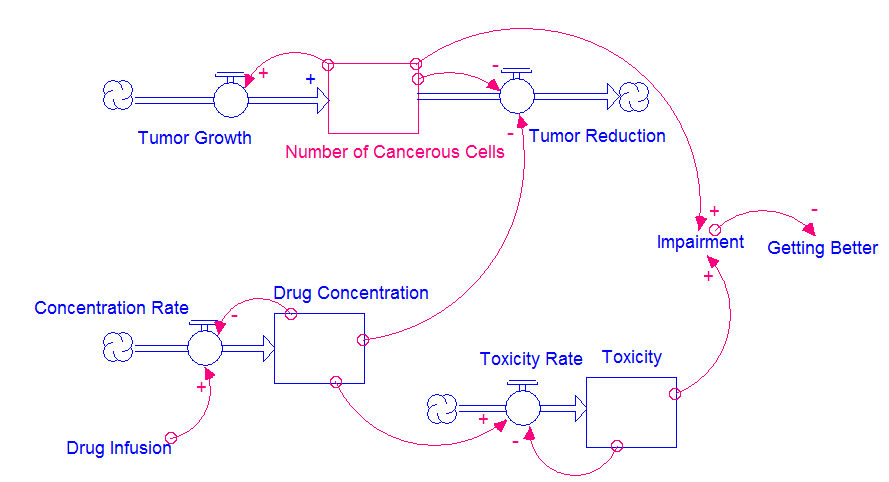 +
+
-
Tumor Growth
Number of Cancerous Cells
-
Tumor Reduction
+
-
Impairment
Getting Better
+
Concentration Rate
Drug Concentration
-
+
Drug Infusion
Toxicity Rate
Toxicity
+
-